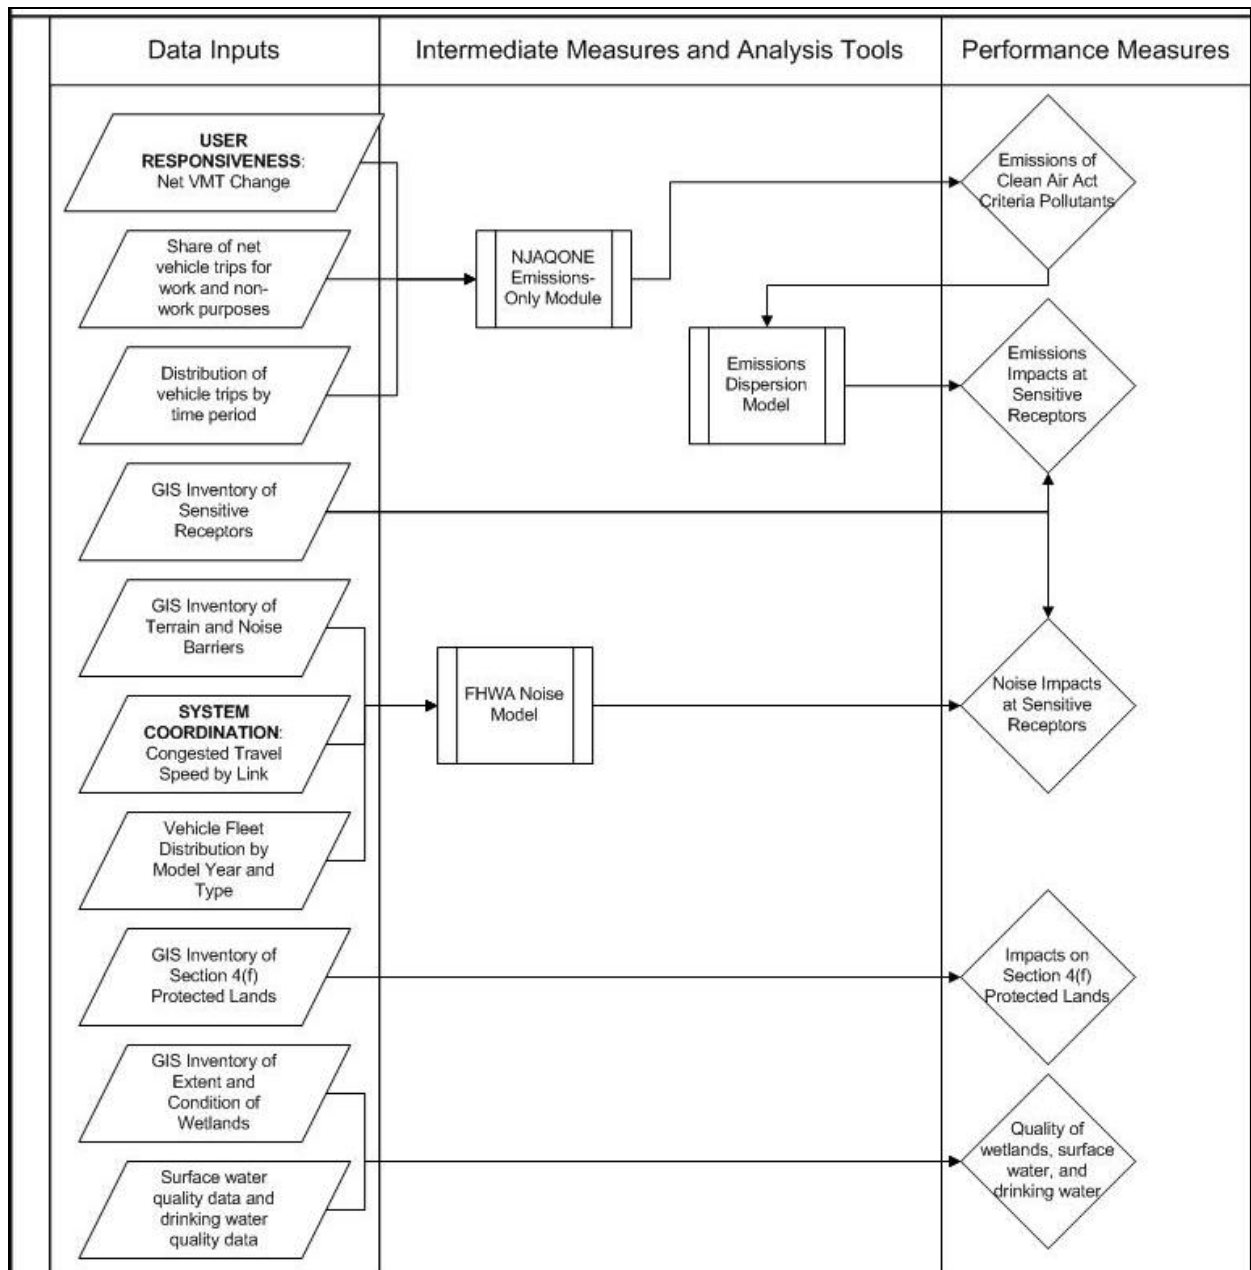 Data Inputs
Intermediate Measures and Analysis Tools
Performance Measures
USER
RESPONSIVENESS:
Net VMT Change
Share of net
vehicle trips for
work and non-
work purposes
Distribution of
vehicle trips by
time period
GIS Inventory of
Sensitive
Receptors
GIS Inventory of
Terrain and Noise
Barriers
SYSTEM
COORDINATION:
Congested Travel
Speed by Link
Vehicle Fleet
Distribution by
Model Year and
Type
GIS Inventory of
Section 4(f)
Protected Lands
GIS Inventory of
Extent and
Condition of
Wetlands
Surface water
quality data and
drinking water
quality data
NJAQONE
Emissions-
Only Module
Emissions
Dispersion
Model
FHWA Noise
Model
Emissions of
Clean Air Act
Criteria Pollutants
Emissions
Impacts at
Sensitive
Receptors
Noise Impacts
at Sensitive
Receptors
Impacts on
Section 4(f)
Protected Lands
Quality of
wetlands, surface
water, and
drinking water